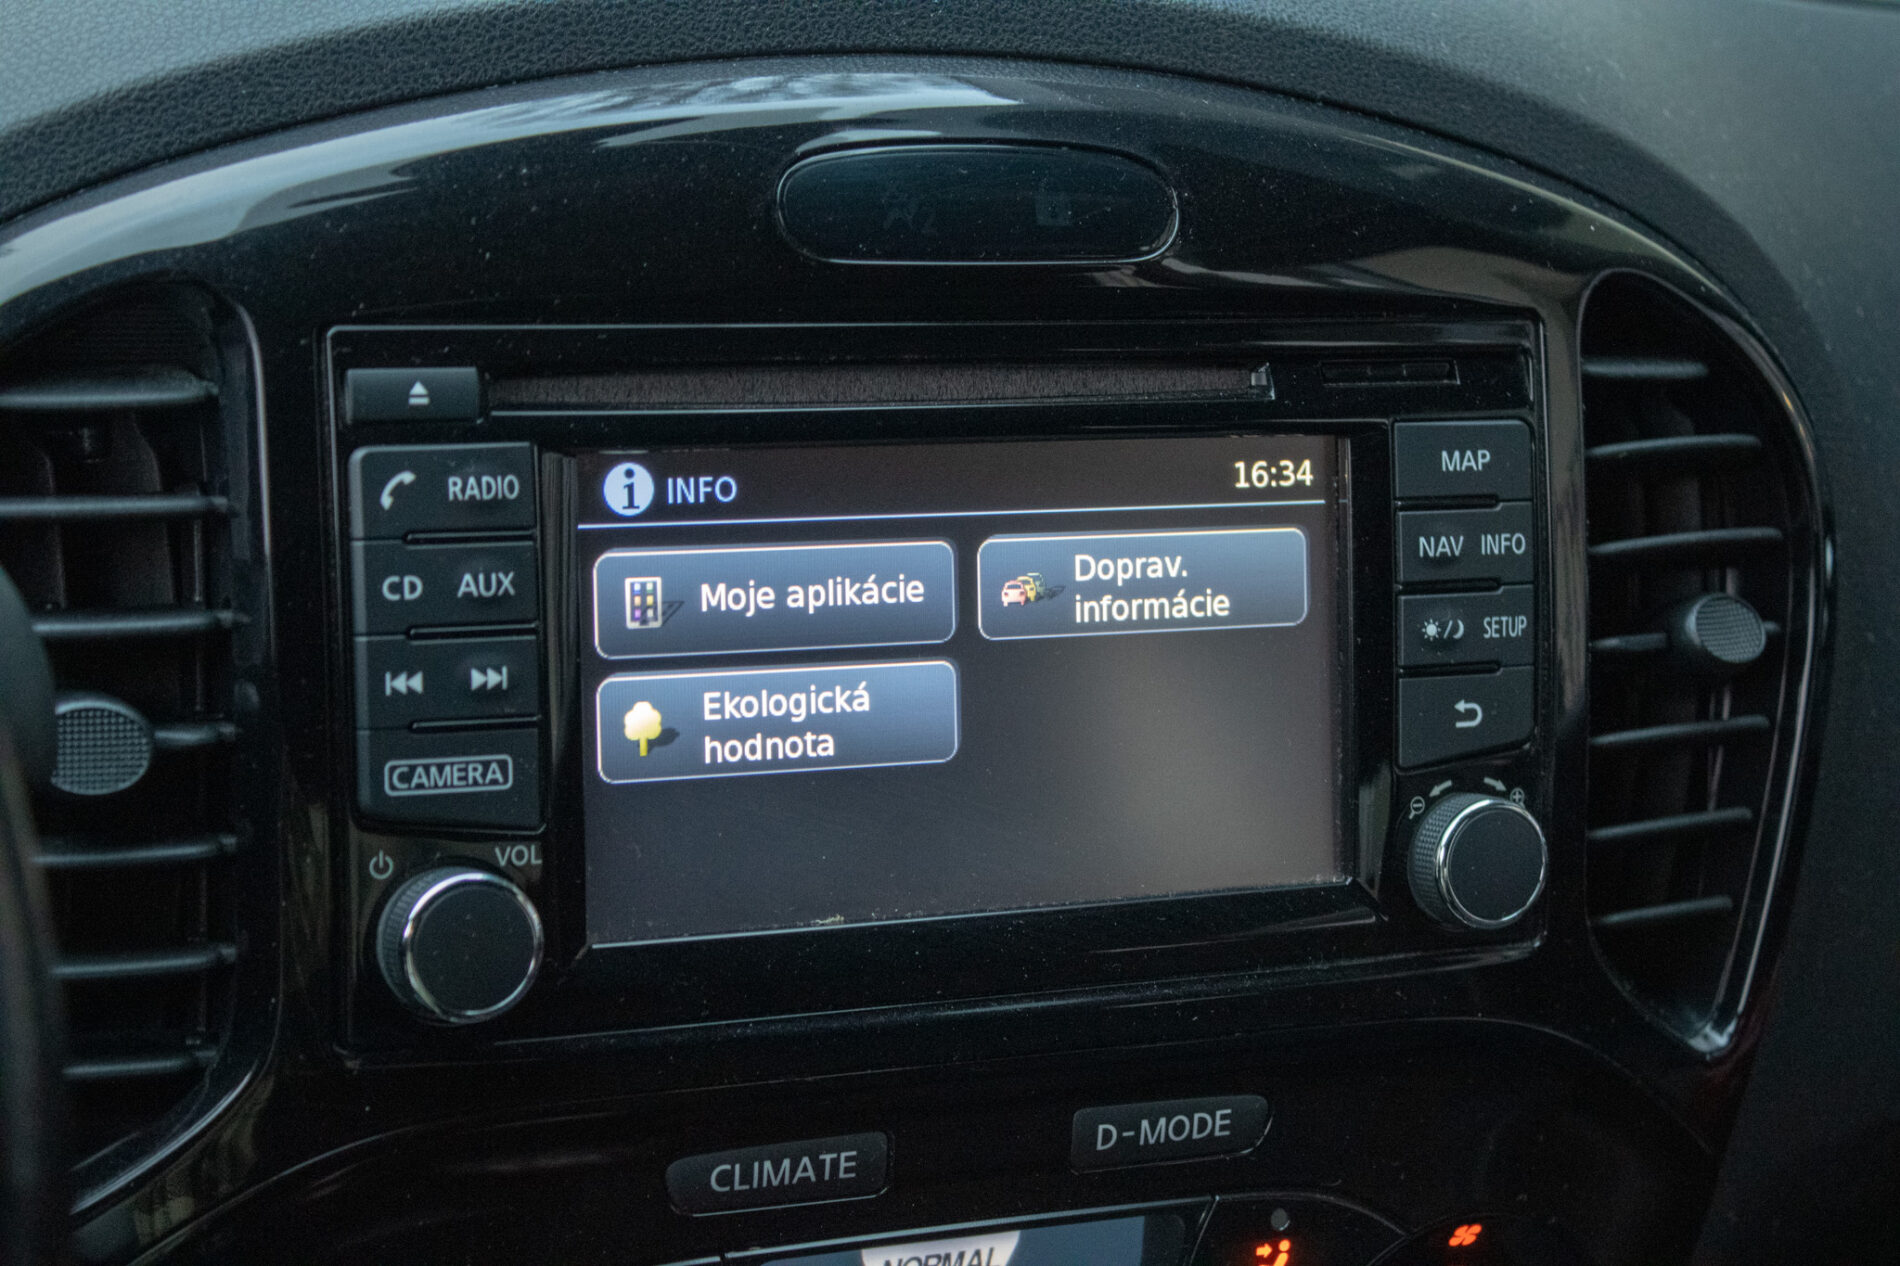 RADIO
CD AUX
CAMERA
VOL
INFO
16:34
Moje aplikácie
Doprav.
informácie
Ekologická
hodnota
MAP
NAV INFO
SETUP
CLIMATE
D-MODE
NORMAL